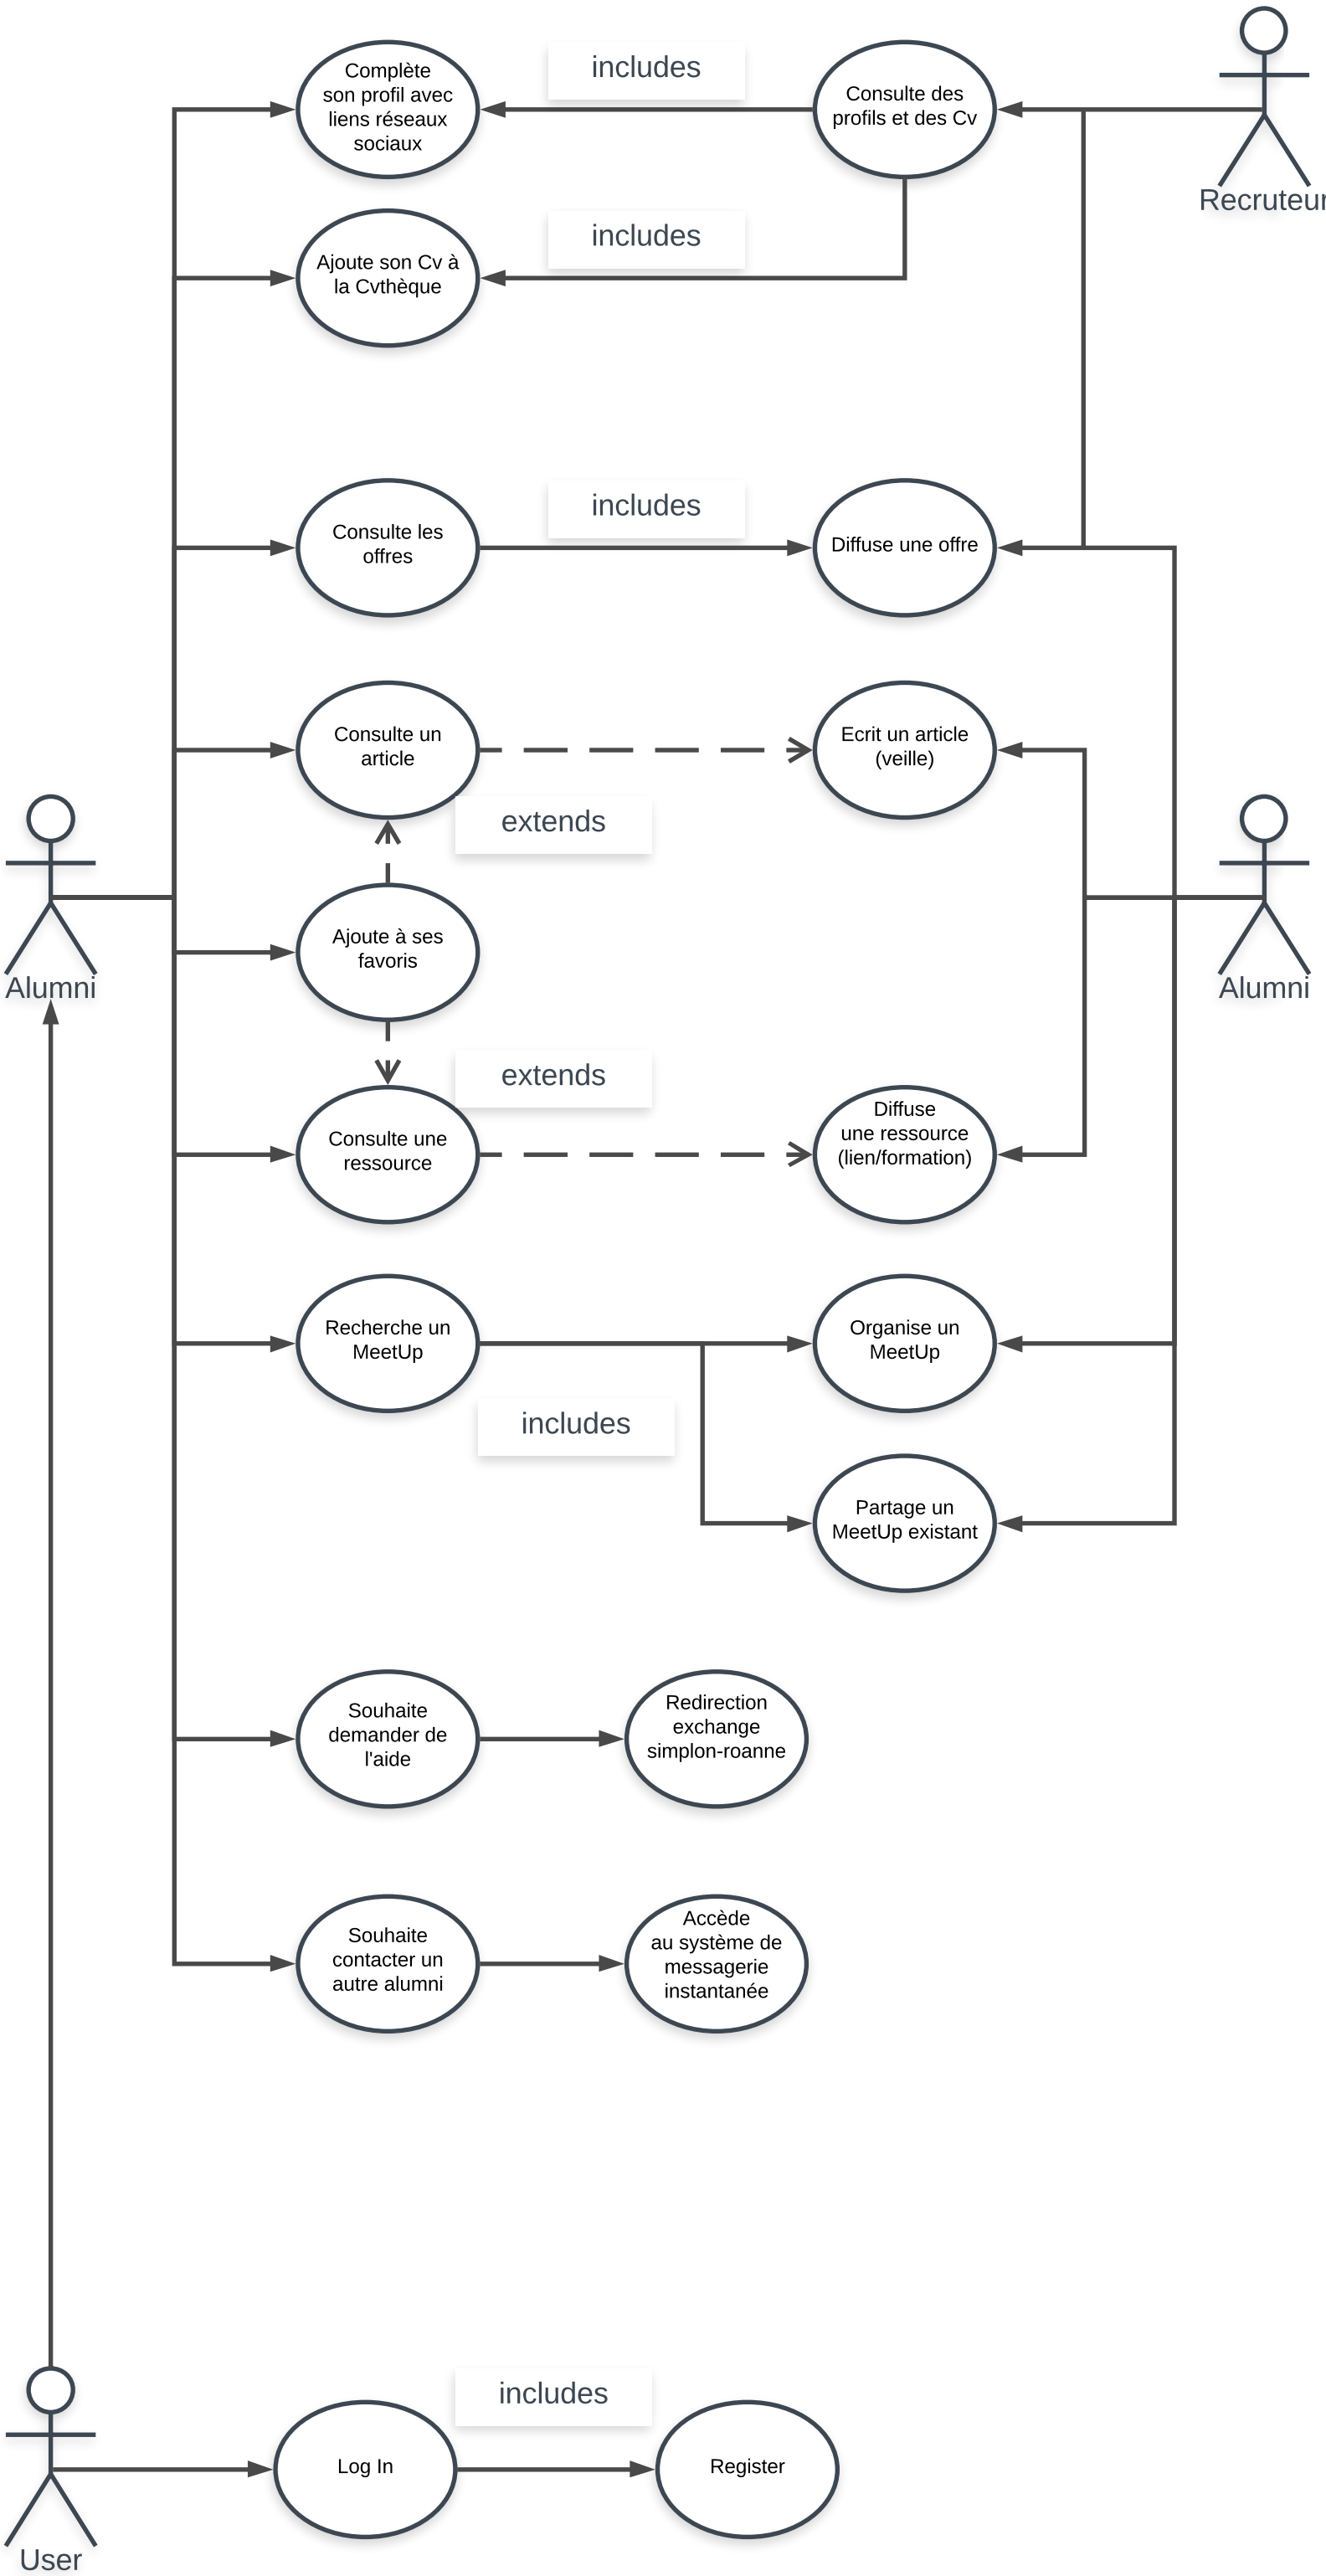 Complète
son profil avec
liens réseaux
sociaux
includes
Consulte des
profils et des Cv
Recruteur
Ajoute son Cv à
la Cvthèque
includes
Consulte les
offres
includes
Diffuse une offre
Consulte un
article
Ecrit un article
(veille)
extends
Alumni
Ajoute à ses
favoris
Alumni
extends
Consulte une
ressource
Diffuse
une ressource
(lien/formation)
Recherche un
MeetUp
Organise un
MeetUp
includes
Partage un
MeetUp existant
Souhaite
demander de
l'aide
Redirection
exchange
simplon-roanne
Souhaite
contacter un
autre alumni
Accède
au système de
messagerie
instantanée
includes
Log In
Register
User